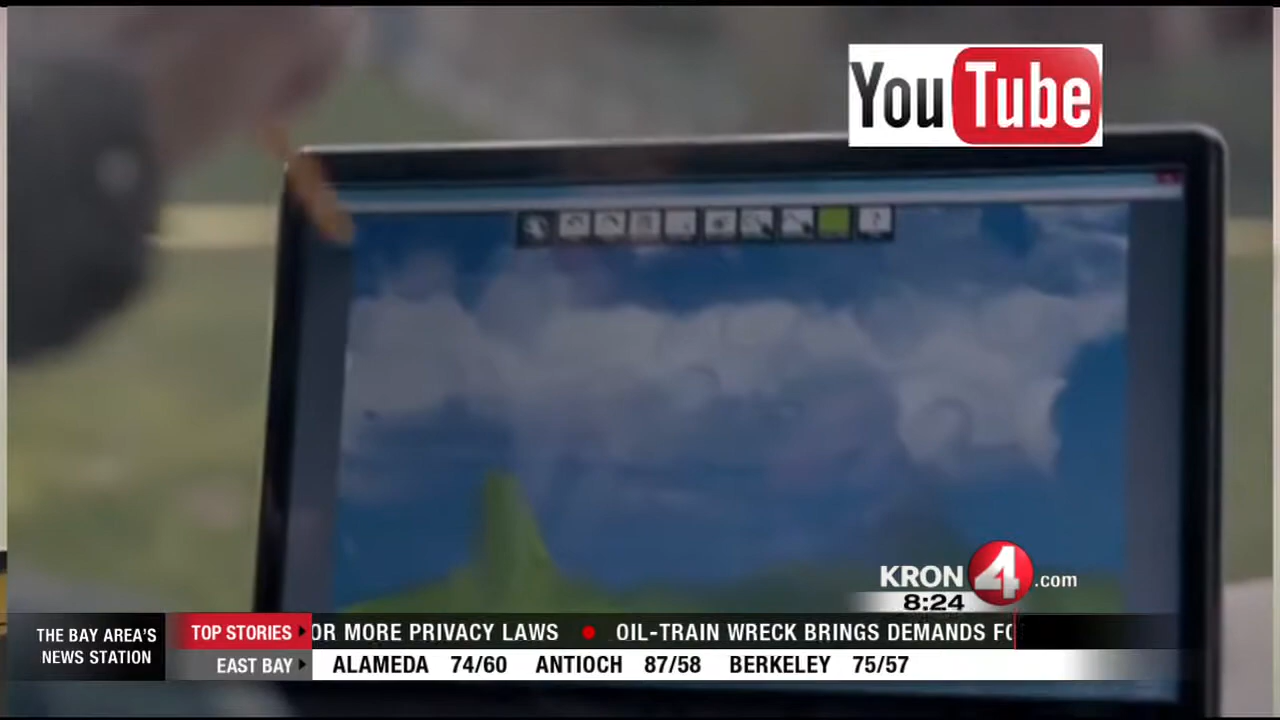 YouTube
?
KRON 4 .com
8:24
THE BAY AREA'S
NEWS STATION
TOP STORIES OR MORE PRIVACY LAWS • OIL-TRAIN WRECK BRINGS DEMANDS FO
EAST BAY ALAMEDA 74/60 ANTIOCH 87/58 BERKELEY 75/57